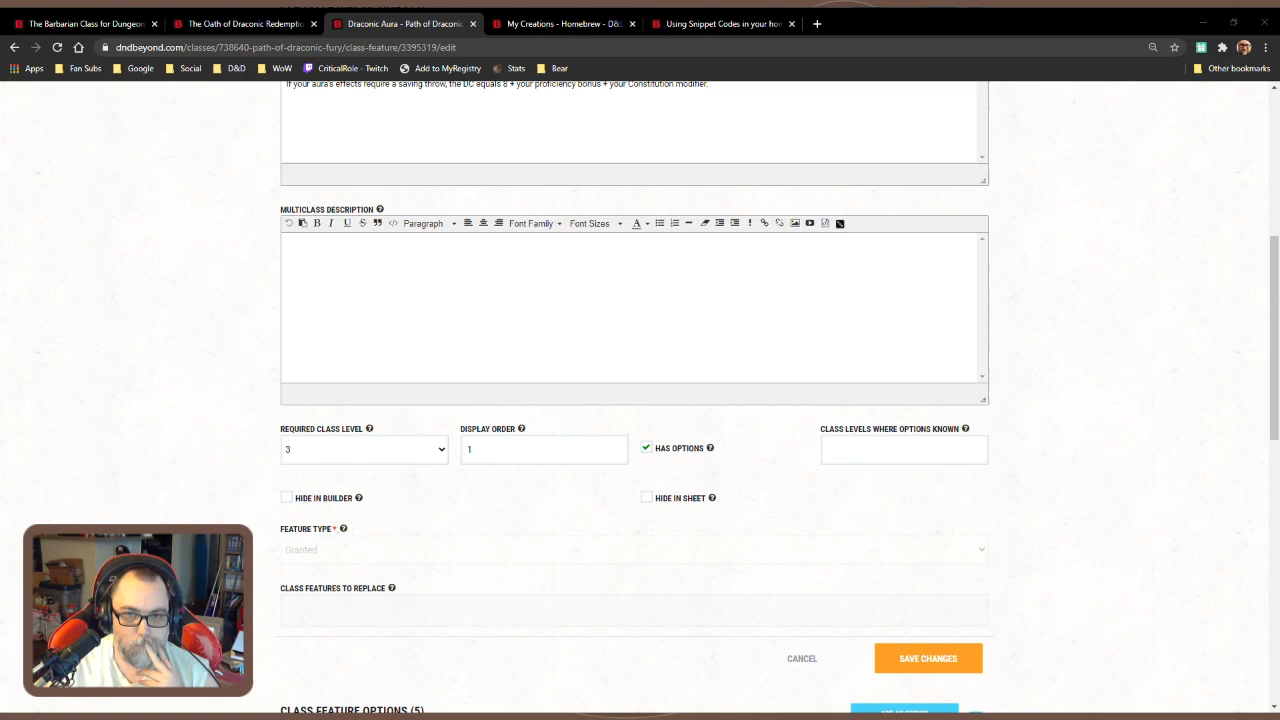 The Barbarian Class for Dungeon
The Oath of Draconic Redemptio
Draconic Aura - Path of Draconic
My Creations - Homebrew - D&D
Using Snippet Codes in your hom
dndbeyond.com/classes/738640-path-of-draconic-fury/class-feature/3395319/edit
Apps
Fan Subs
Google
Social
D&D
WoW
CriticalRole - Twitch
Add to MyRegistry
Stats
Bear
Other bookmarks
If your aura's effects require a saving throw, the DC equals 8 + your proficiency bonus + your Constitution modifier.
MULTICLASS DESCRIPTION
Paragraph
Font Family
Font Sizes
REQUIRED CLASS LEVEL
DISPLAY ORDER
CLASS LEVELS WHERE OPTIONS KNOWN
3
1
HAS OPTIONS
HIDE IN BUILDER
HIDE IN SHEET
FEATURE TYPE *
Granted
CLASS FEATURES TO REPLACE
CANCEL
SAVE CHANGES
CLASS FEATURE OPTIONS (5)